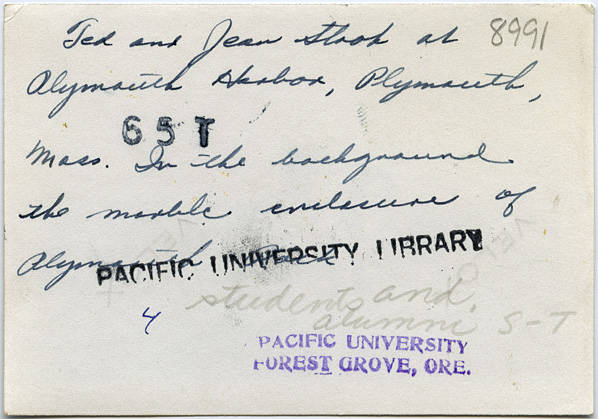 Ted and Jean Stook at 8991
Plymouth Harbor, Plymouth,
65T
Mass. In the background
the marble enclosure of
Plymouth Rock
PACIFIC UNIVERSITY LIBRARY
students and
alumni S-T
4
PACIFIC UNIVERSITY
FOREST GROVE, ORE.